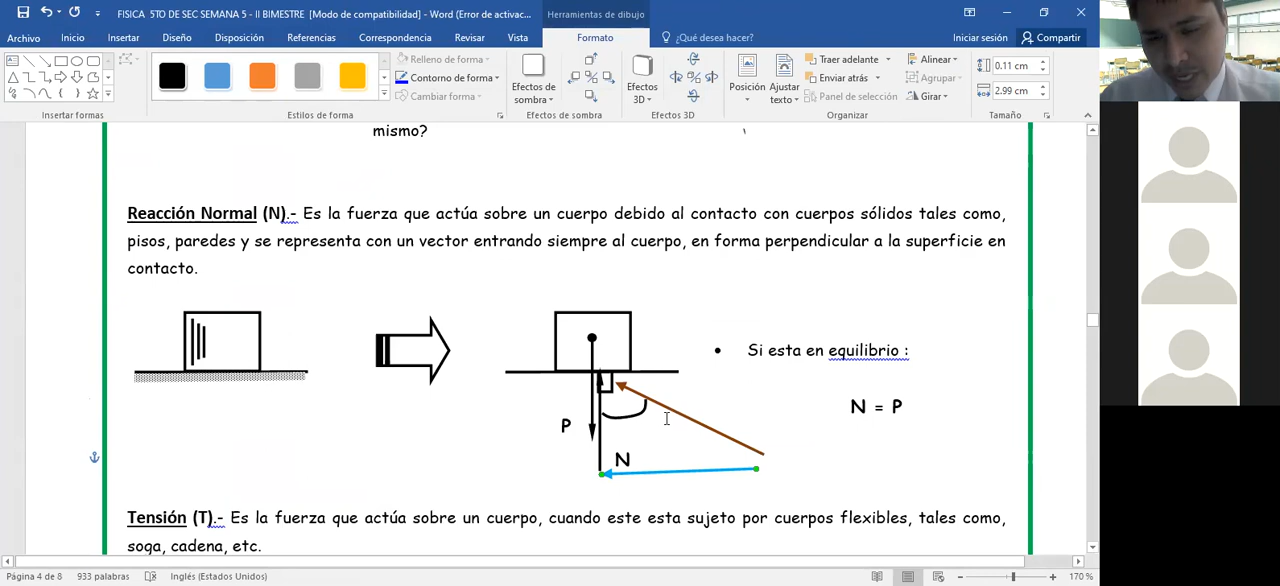 FISICA 5TO DE SEC SEMANA 5 - II BIMESTRE [Modo de compatibilidad] - Word (Error de activac...
Herramientas de dibujo
Archivo Inicio Insertar Diseño Disposición Referencias Correspondencia Revisar Vista Formato ¿Qué desea hacer? Iniciar sesión Compartir
Relleno de forma
Contorno de forma
Cambiar forma
Efectos de sombra
Efectos 3D
Posición
Ajustar texto
Traer adelante
Enviar atrás
Panel de selección
Alinear
Agrupar
Girar
0.11 cm
2.99 cm
Insertar formas Estilos de forma Efectos de sombra Efectos 3D Organizar Tamaño
mismo?
Reacción Normal (N).- Es la fuerza que actúa sobre un cuerpo debido al contacto con cuerpos sólidos tales como,
pisos, paredes y se representa con un vector entrando siempre al cuerpo, en forma perpendicular a la superficie en
contacto.
• Si esta en equilibrio :
N = P
P
N
Tensión (T).- Es la fuerza que actúa sobre un cuerpo, cuando este esta sujeto por cuerpos flexibles, tales como,
soga, cadena, etc.
Página 4 de 8 933 palabras Inglés (Estados Unidos) 170 %